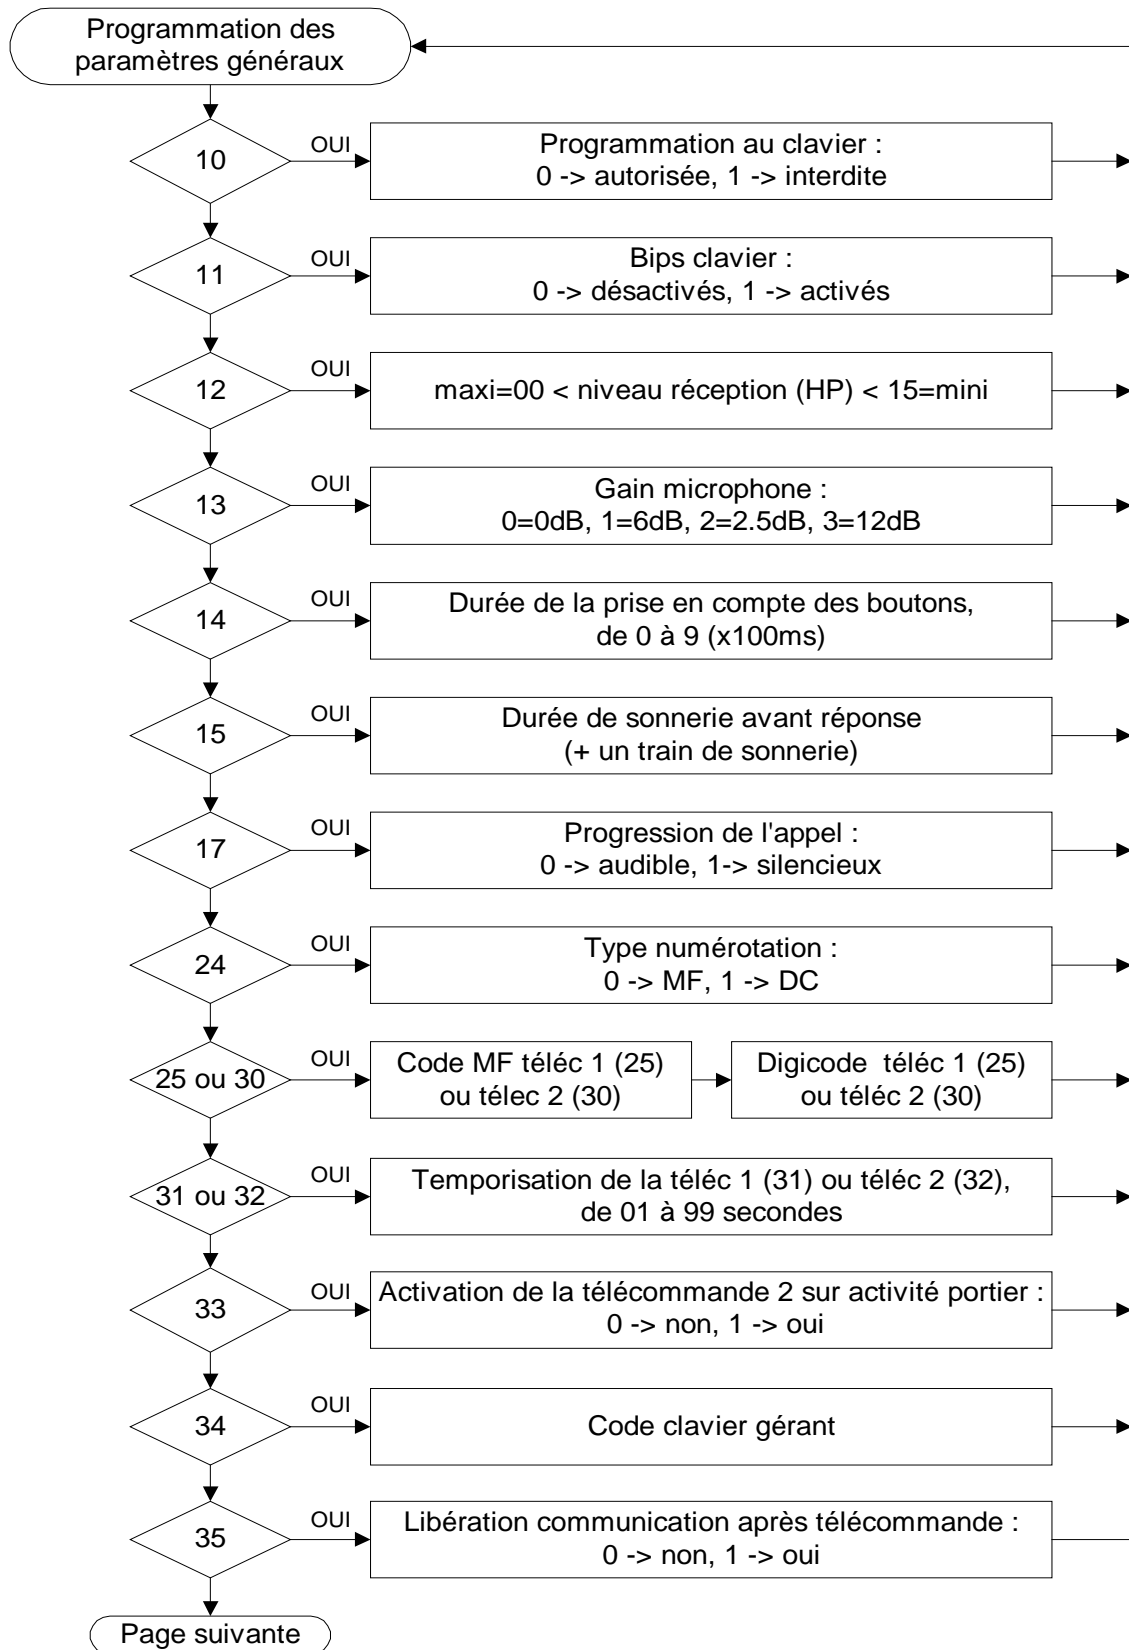 Programmation des
paramètres généraux
10
OUI
Programmation au clavier :
0 -> autorisée, 1 -> interdite
11
OUI
Bips clavier :
0 -> désactivés, 1 -> activés
12
OUI
maxi=00 < niveau réception (HP) < 15=mini
13
OUI
Gain microphone :
0=0dB, 1=6dB, 2=2.5dB, 3=12dB
14
OUI
Durée de la prise en compte des boutons,
de 0 à 9 (x100ms)
15
OUI
Durée de sonnerie avant réponse
(+ un train de sonnerie)
17
OUI
Progression de l'appel :
0 -> audible, 1-> silencieux
24
OUI
Type numérotation :
0 -> MF, 1 -> DC
25 ou 30
OUI
Code MF téléc 1 (25)
ou télec 2 (30)
Digicode téléc 1 (25)
ou téléc 2 (30)
31 ou 32
OUI
Temporisation de la téléc 1 (31) ou téléc 2 (32),
de 01 à 99 secondes
33
OUI
Activation de la télécommande 2 sur activité portier :
0 -> non, 1 -> oui
34
OUI
Code clavier gérant
35
OUI
Libération communication après télécommande :
0 -> non, 1 -> oui
Page suivante